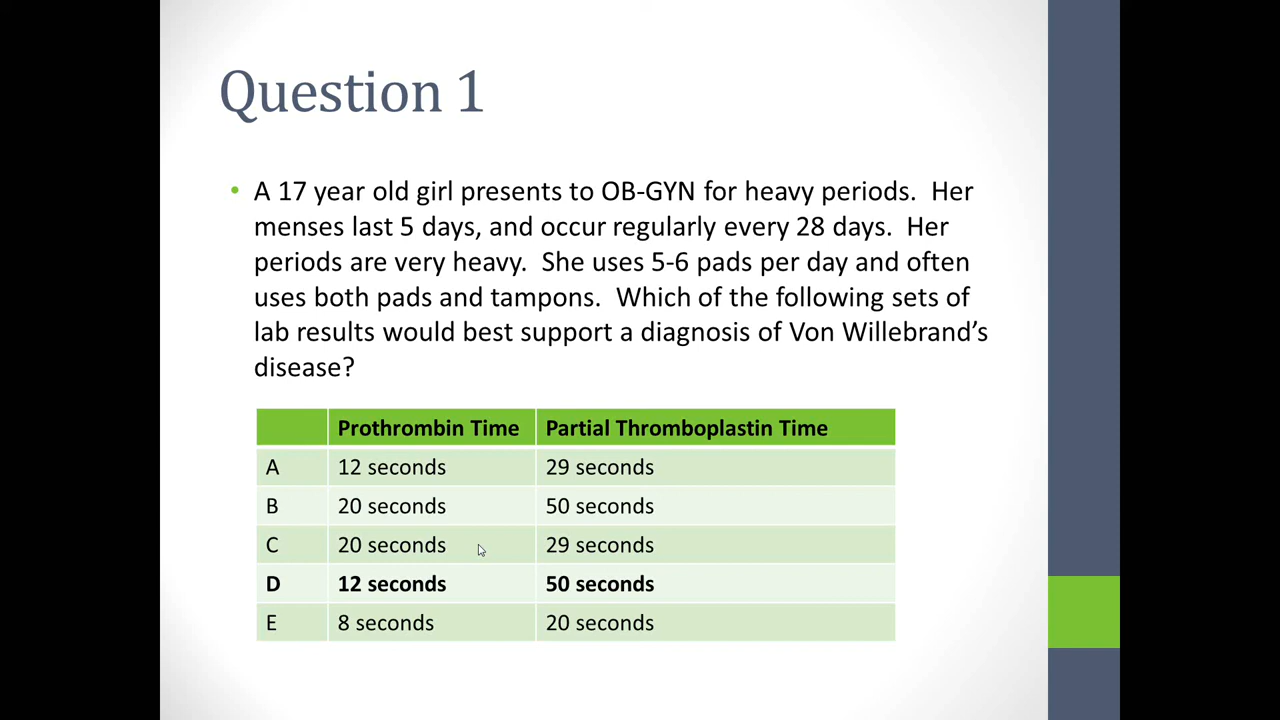 Question 1
• A 17 year old girl presents to OB-GYN for heavy periods. Her
menses last 5 days, and occur regularly every 28 days. Her
periods are very heavy. She uses 5-6 pads per day and often
uses both pads and tampons. Which of the following sets of
lab results would best support a diagnosis of Von Willebrand’s
disease?
Prothrombin Time Partial Thromboplastin Time
A 12 seconds 29 seconds
B 20 seconds 50 seconds
C 20 seconds 29 seconds
D 12 seconds 50 seconds
E 8 seconds 20 seconds